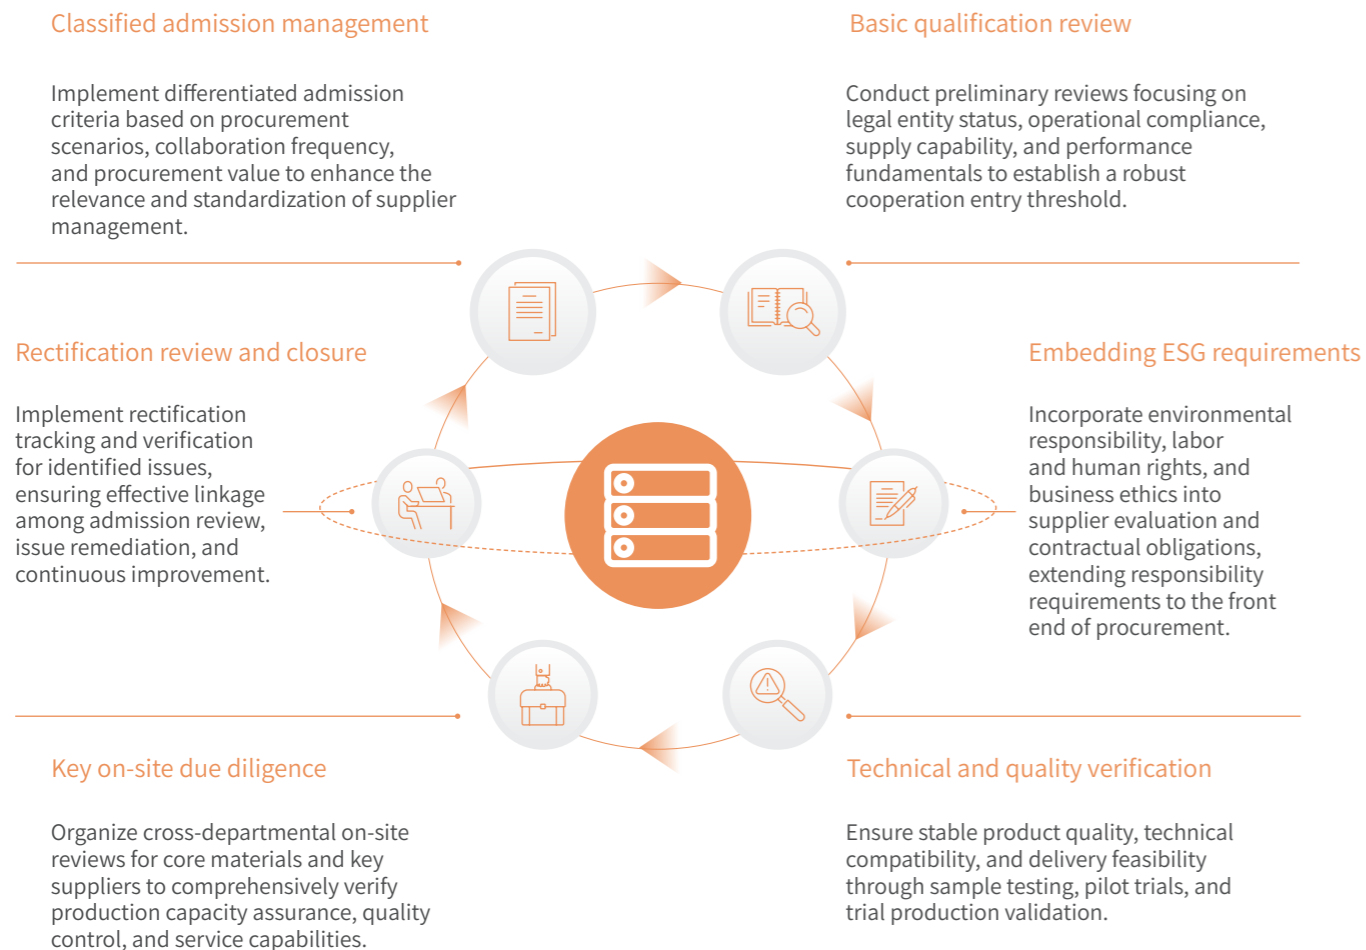 Classified admission management
Implement differentiated admission
criteria based on procurement
scenarios, collaboration frequency,
and procurement value to enhance the
relevance and standardization of supplier
management.
Basic qualification review
Conduct preliminary reviews focusing on
legal entity status, operational compliance,
supply capability, and performance
fundamentals to establish a robust
cooperation entry threshold.
Rectification review and closure
Implement rectification
tracking and verification
for identified issues,
ensuring effective linkage
among admission review,
issue remediation, and
continuous improvement.
Embedding ESG requirements
Incorporate environmental
responsibility, labor
and human rights, and
business ethics into
supplier evaluation and
contractual obligations,
extending responsibility
requirements to the front
end of procurement.
Key on-site due diligence
Organize cross-departmental on-site
reviews for core materials and key
suppliers to comprehensively verify
production capacity assurance, quality
control, and service capabilities.
Technical and quality verification
Ensure stable product quality, technical
compatibility, and delivery feasibility
through sample testing, pilot trials, and
trial production validation.